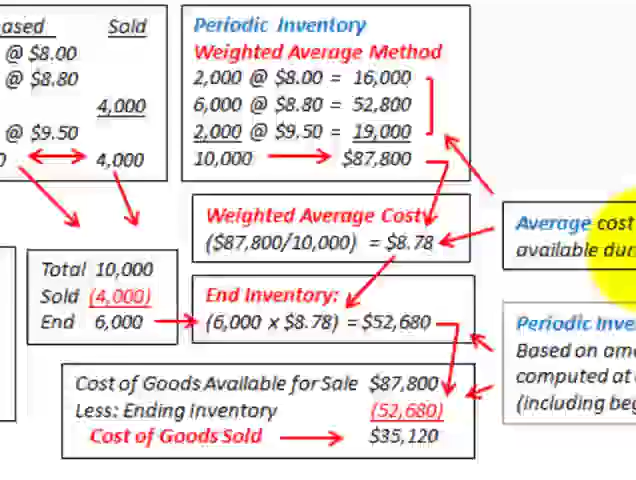 ased Sold
@ $8.00
@ $8.80
4,000
@ $9.50
0 4,000
Periodic Inventory
Weighted Average Method
2,000 @ $8.00 = 16,000
6,000 @ $8.80 = 52,800
2,000 @ $9.50 = 19,000
10,000 $87,800
Weighted Average Cost
($87,800/10,000) = $8.78
Average cost
available du
Total 10,000
Sold (4,000)
End 6,000
End Inventory:
(6,000 x $8.78) = $52,680
Periodic Inve
Based on am
computed at
(including beg
Cost of Goods Available for Sale $87,800
Less: Ending Inventory (52,680)
Cost of Goods Sold $35,120